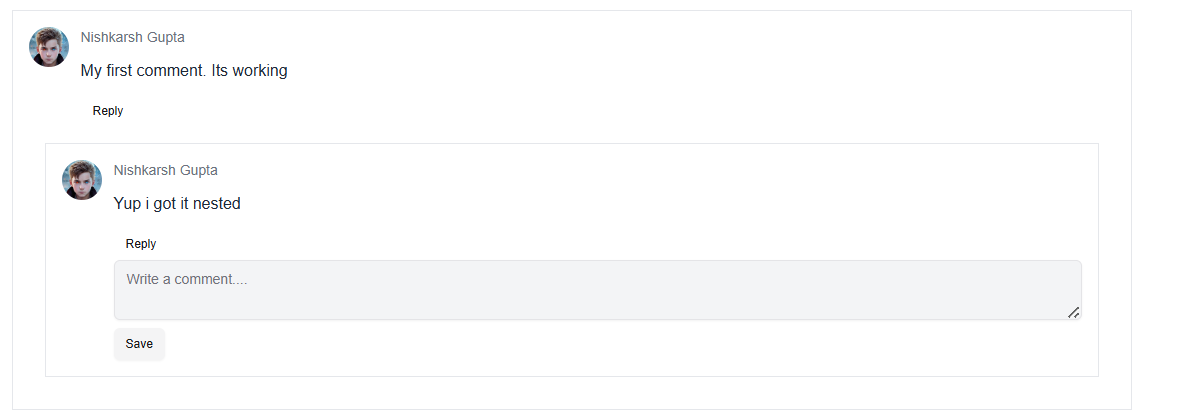 Nishkarsh Gupta
My first comment. Its working
Reply
Nishkarsh Gupta
Yup i got it nested
Reply
Write a comment....
Save